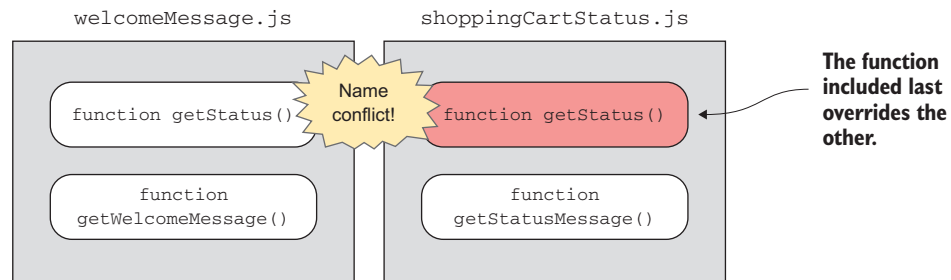 welcomeMessage.js
shoppingCartStatus.js
function getStatus()
Name
conflict!
function getStatus()
The function
included last
overrides the
other.
function
getWelcomeMessage()
function
getStatusMessage()